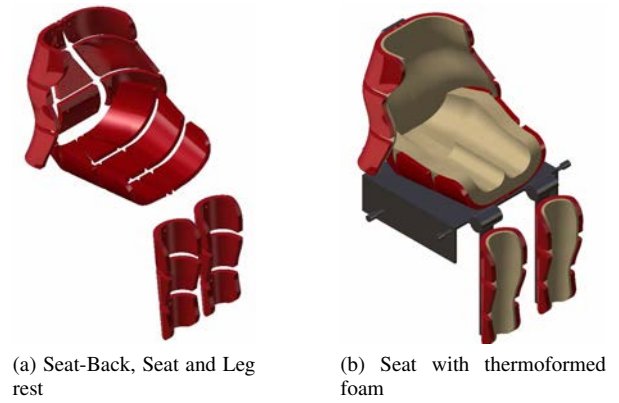 (a) Seat-Back, Seat and Leg
rest
(b) Seat with thermoformed
foam